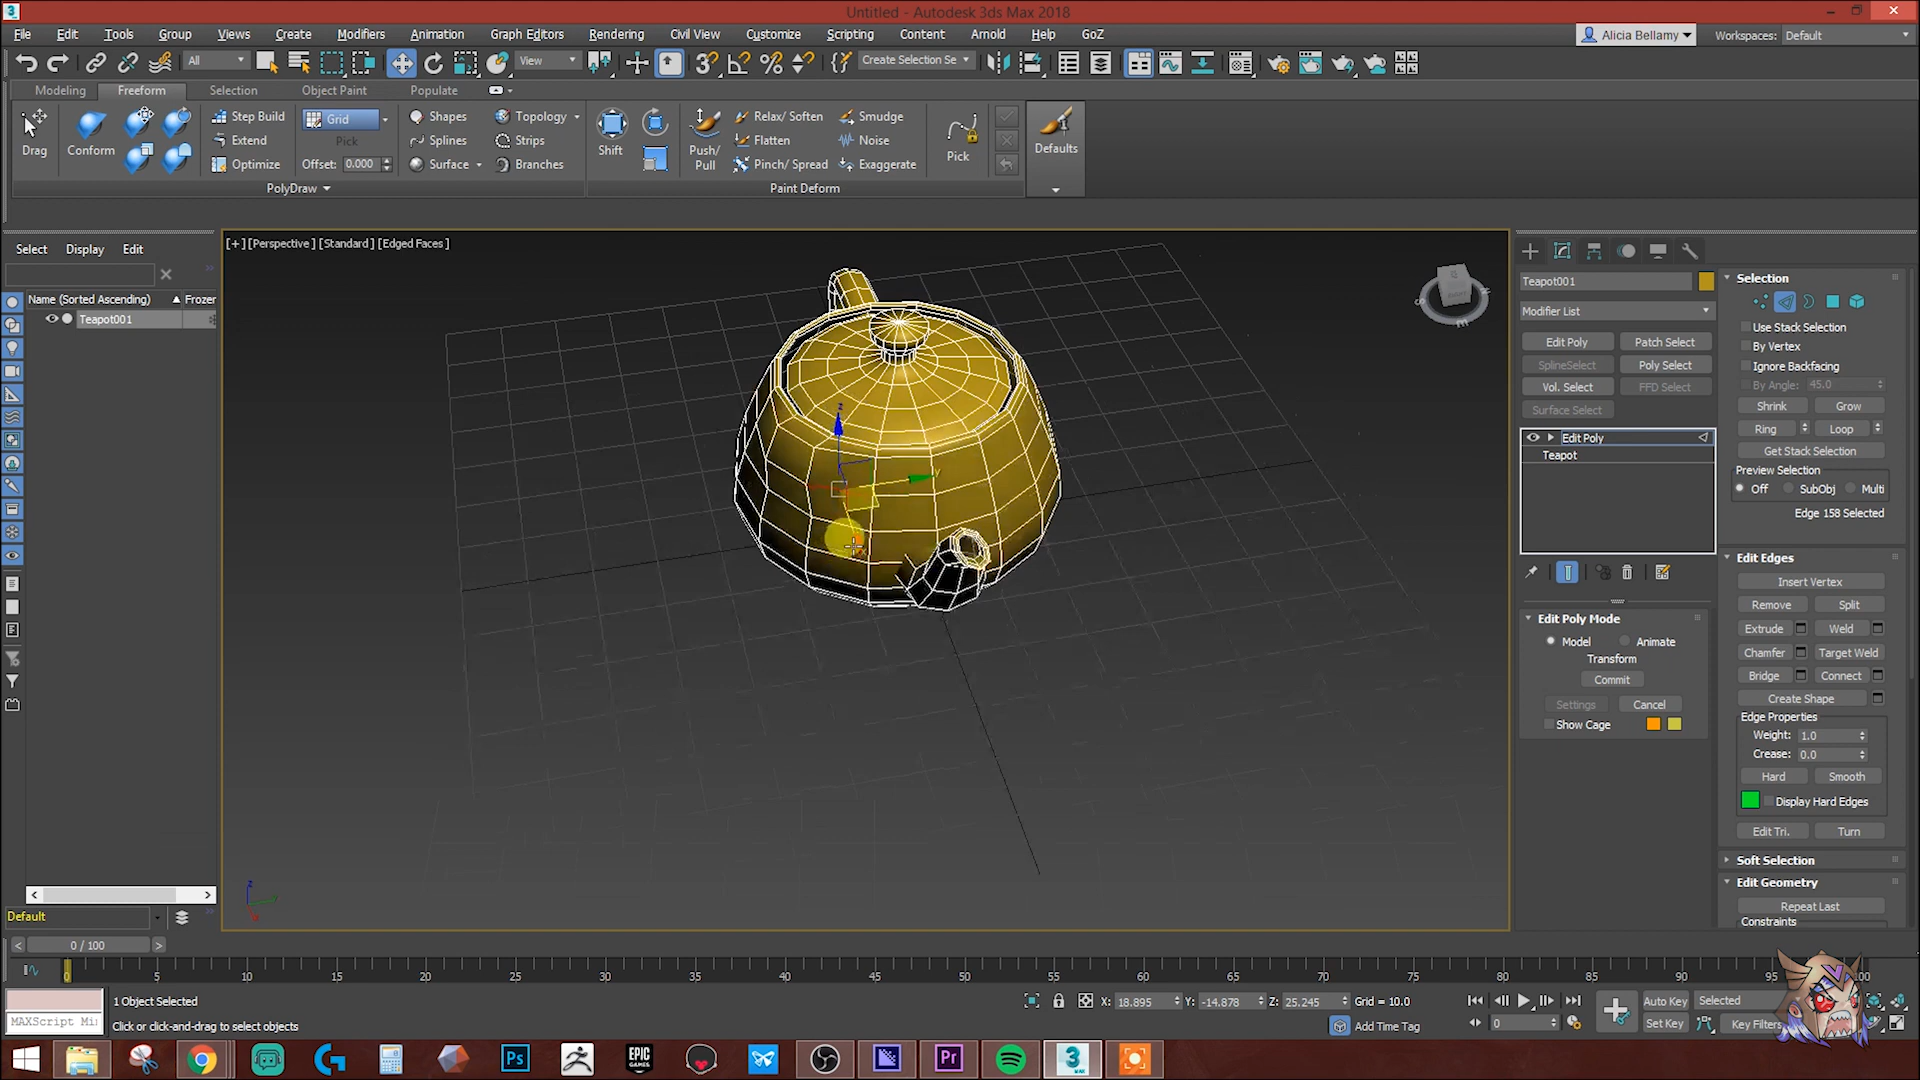 Untitled - Autodesk 3ds Max 2018
File Edit Tools Group Views Create Modifiers Animation Graph Editors Rendering Civil View Customize Scripting Content Arnold Help GoZ
Alicia Bellamy Workspaces: Default
All View Create Selection Se
Modeling Freeform Selection Object Paint Populate
Step Build Grid Shapes Topology Relax/ Soften Smudge
Extend Pick Splines Strips Flatten Noise
Drag Conform Optimize Offset: 0.000 Surface Branches Shift Push/ Pull Pinch/ Spread Exaggerate Pick Defaults
PolyDraw Paint Deform
[+] [Perspective ] [Standard ] [Edged Faces ]
Select Display Edit
Name (Sorted Ascending) Frozen
Teapot001
Teapot001
Modifier List
Edit Poly Patch Select
SplineSelect Poly Select
Vol. Select FFD Select
Surface Select
Edit Poly
Teapot
Edit Poly Mode
Model Animate
Transform
Commit
Settings Cancel
Show Cage
Selection
Use Stack Selection
By Vertex
Ignore Backfacing
By Angle: 45.0
Shrink Grow
Ring Loop
Get Stack Selection
Preview Selection
Off SubObj Multi
Edge 158 Selected
Edit Edges
Insert Vertex
Remove Split
Extrude Weld
Chamfer Target Weld
Bridge Connect
Create Shape
Edge Properties
Weight: 1.0
Crease: 0.0
Hard Smooth
Display Hard Edges
Edit Tri. Turn
Soft Selection
Edit Geometry
Repeat Last
Constraints
z
y
x
Default
0 / 100
0 5 10 15 20 25 30 35 40 45 50 55 60 65 70 75 80 85 90 95 100
1 Object Selected
X: 18.895 Y: -14.878 Z: 25.245 Grid = 10.0
Auto Key Selected
MAXScript Mi
Click or click-and-drag to select objects
Add Time Tag
0
Set Key Key Filters
Ps EPIC GAMES Pr 3 MAX